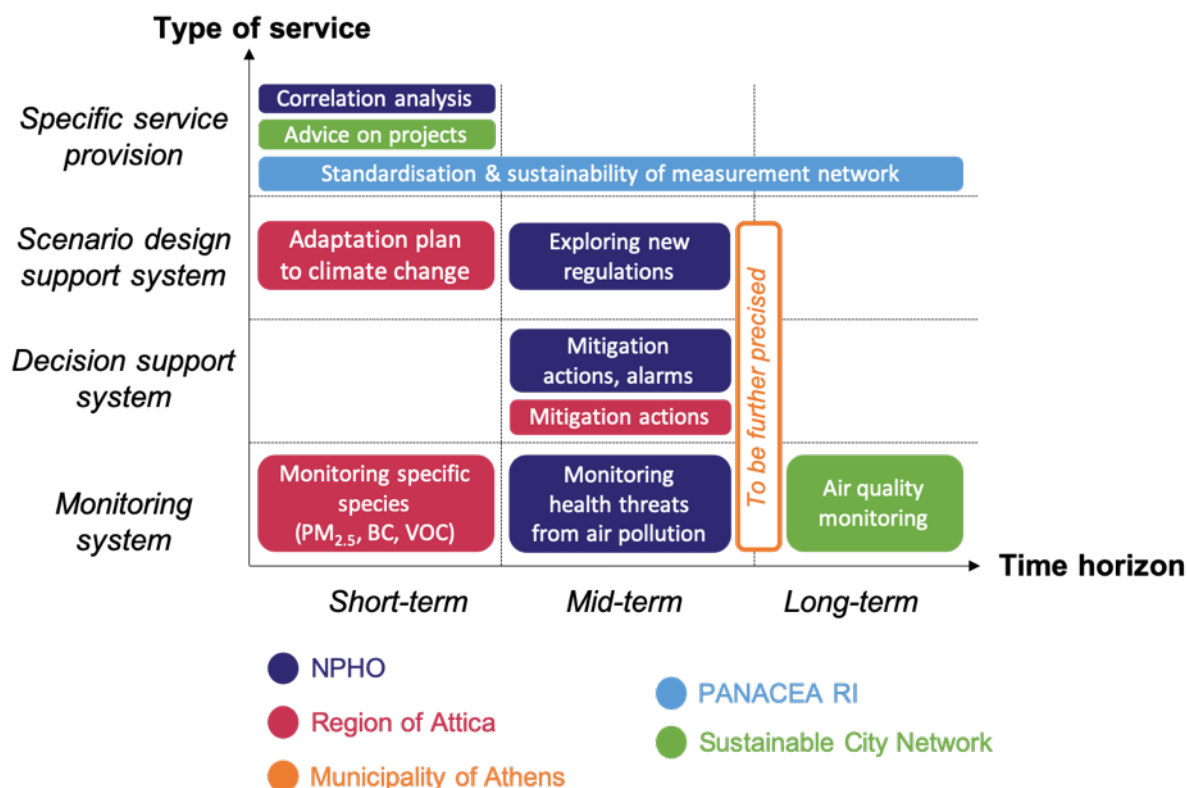 Type of service
Specific service
provision
Correlation analysis
Advice on projects
Standardisation & sustainability of measurement network
Scenario design
support system
Adaptation plan
to climate change
Exploring new
regulations
To be further precised
Decision support
system
Mitigation
actions, alarms
Mitigation actions
Monitoring
system
Monitoring specific
species
(PM2.5, BC, VOC)
Monitoring
health threats
from air pollution
Air quality
monitoring
Time horizon
Short-term
Mid-term
Long-term
NPHO
Region of Attica
Municipality of Athens
PANACEA RI
Sustainable City Network